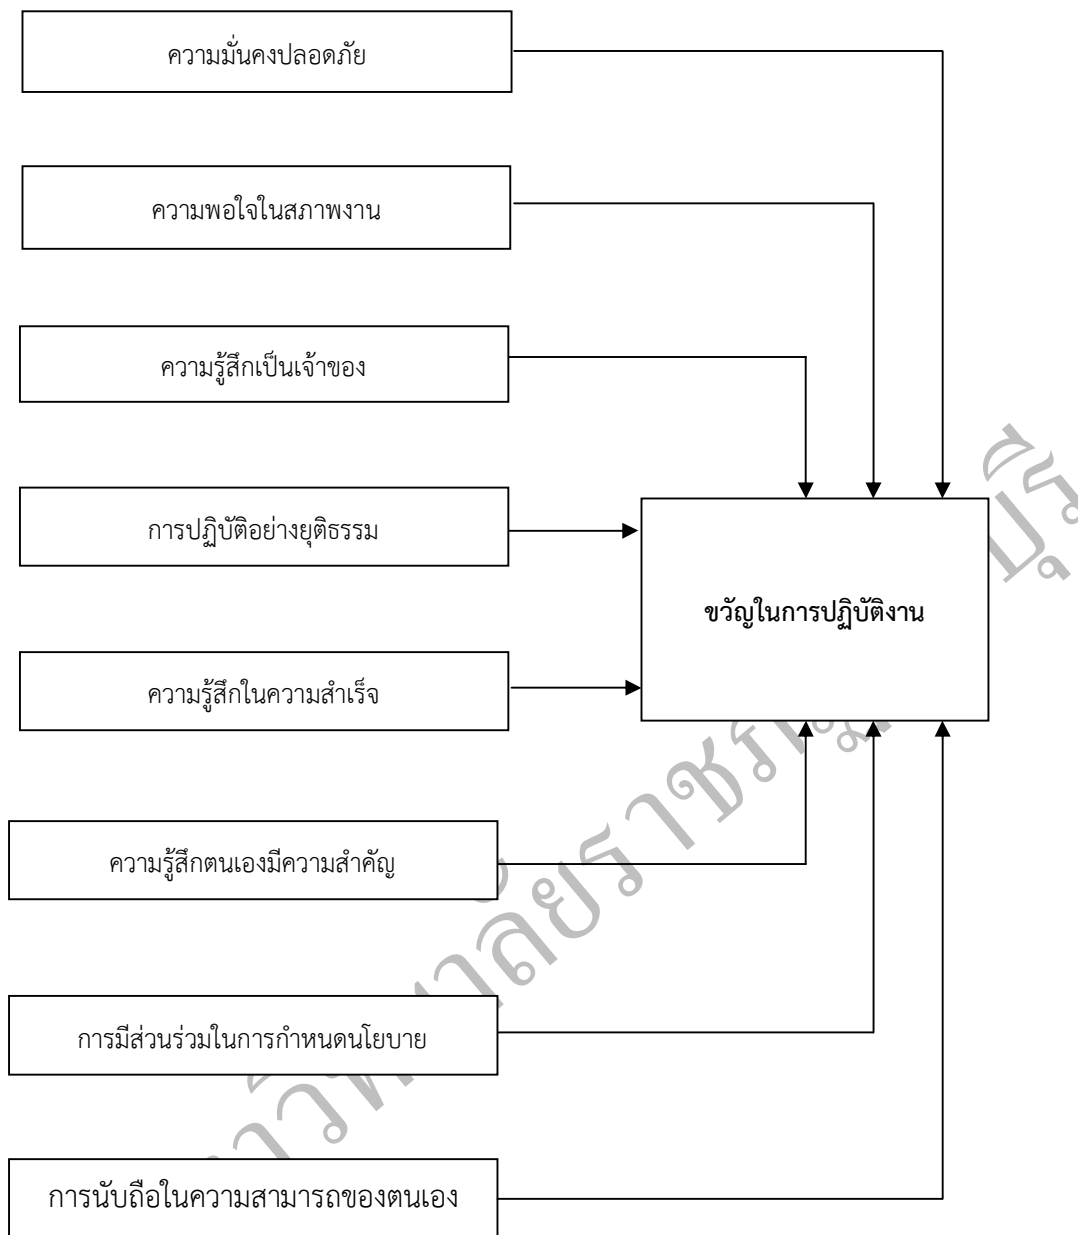 ความมั่นคงปลอดภัย
ความพอใจในสภาพงาน
ความรู้สึกเป็นเจ้าของ
การปฏิบัติอย่างยุติธรรม
ขวัญในการปฏิบัติงาน
ความรู้สึกในความสำเร็จ
ความรู้สึกตนเองมีความสำคัญ
การมีส่วนร่วมในการกำหนดนโยบาย
การนับถือในความสามารถของตนเอง